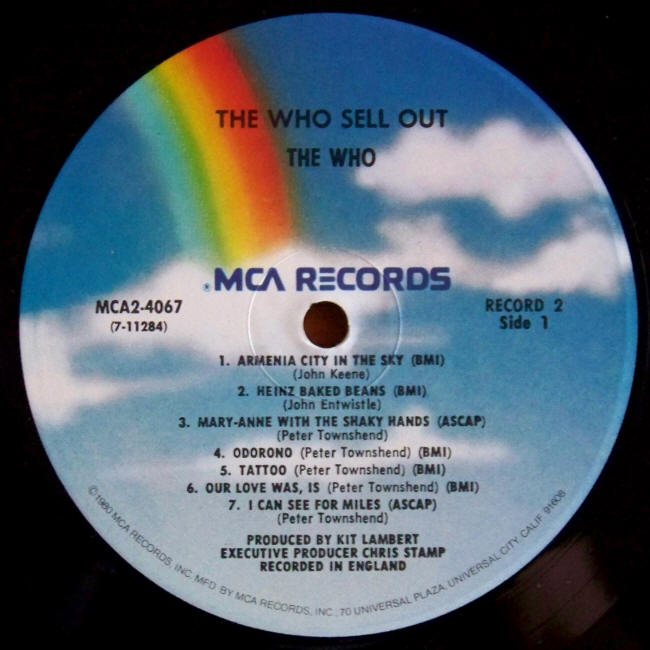 THE WHO SELL OUT
THE WHO
®MCA RECORDS
MCA2-4067
(7-11284)
RECORD 2
Side 1
1. ARMENIA CITY IN THE SKY (BMI)
(John Keene)
2. HEINZ BAKED BEANS (BMI)
(John Entwistle)
3. MARY-ANNE WITH THE SHAKY HANDS (ASCAP)
(Peter Townshend)
4. ODORONO (Peter Townshend) (BMI)
5. TATTOO (Peter Townshend) (BMI)
6. OUR LOVE WAS, IS (Peter Townshend) (BMI)
7. I CAN SEE FOR MILES (ASCAP)
(Peter Townshend)
PRODUCED BY KIT LAMBERT
EXECUTIVE PRODUCER CHRIS STAMP
RECORDED IN ENGLAND
©1980 MCA RECORDS, INC. MFD BY MCA RECORDS, INC., 70 UNIVERSAL PLAZA, UNIVERSAL CITY, CALIF. 91608